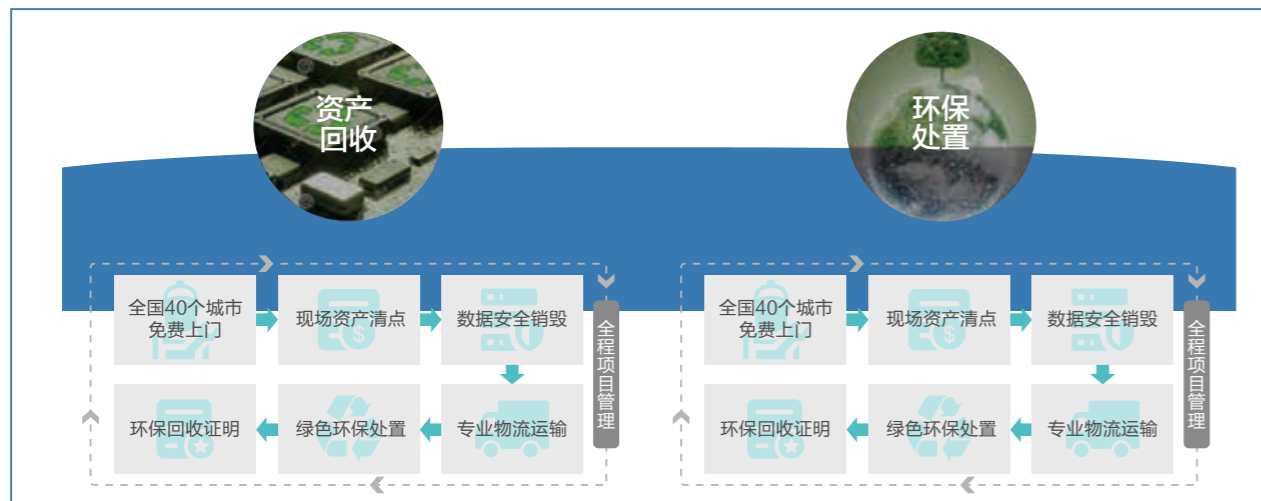 资产
回收
环保
处置
全国40个城市
免费上门
现场资产清点
数据安全销毁
全程项目管理
环保回收证明
绿色环保处置
专业物流运输
全国40个城市
免费上门
现场资产清点
数据安全销毁
全程项目管理
环保回收证明
绿色环保处置
专业物流运输